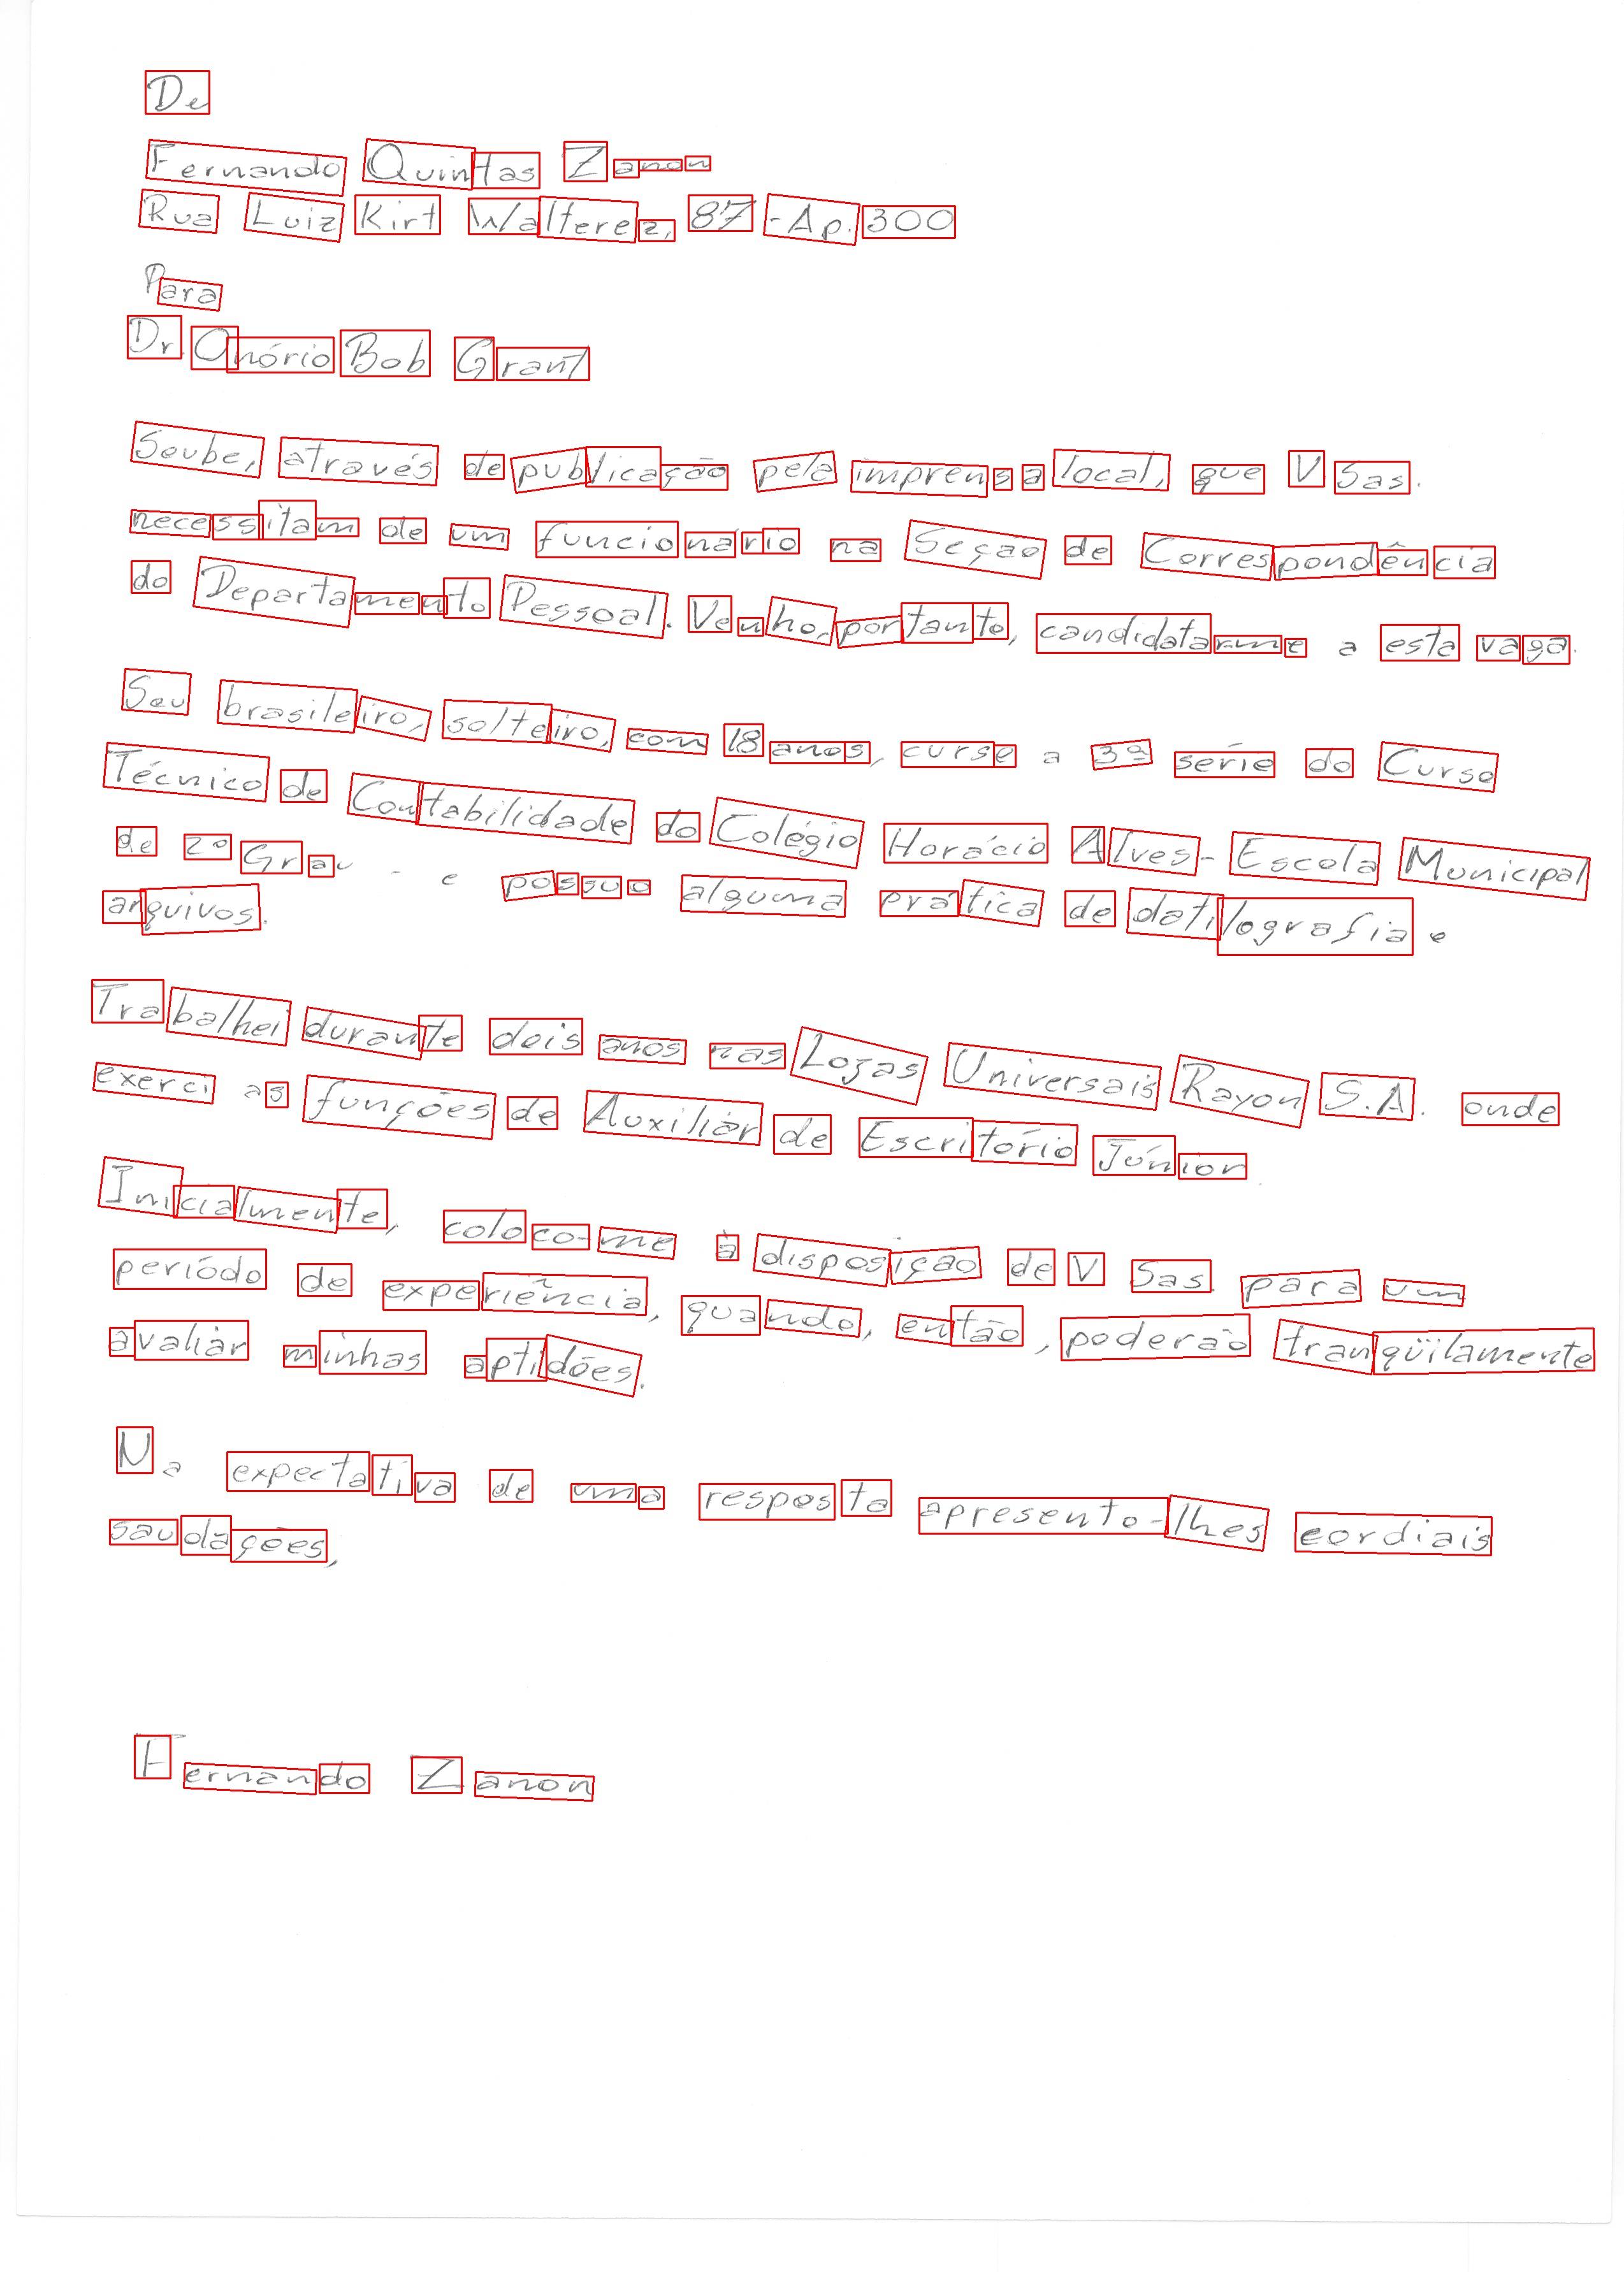 De
Fernando Quintas Zanon
Rua Luiz Kirt Walterez, 87 - Ap. 300
Para
Dr. Onório Bob Grant
Soube, através de publicação pela imprensa local, que V Sas.
necessitam de um funcionário na Seção de Correspondência
do Departamento Pessoal. Venho, portanto, candidatarme a esta vaga.
Sou brasileiro, solteiro, com 18 anos, curso a 3ª série do Curso
Técnico de Contabilidade do Colégio Horácio Alves - Escola Municipal
de 2º Grau - e possuo alguma prática de datilografia e
arquivos.
Trabalhei durante dois anos nas Lojas Universais Rayon S.A. onde
exerci as funções de Auxiliar de Escritório Júnior.
Inicialmente, coloco-me à disposição de V Sas. para um
período de experiência, quando, então, poderão tranqüilamente
avaliar minhas aptidões.
Na expectativa de uma resposta apresento-lhes cordiais
saudações,
Fernando Zanon